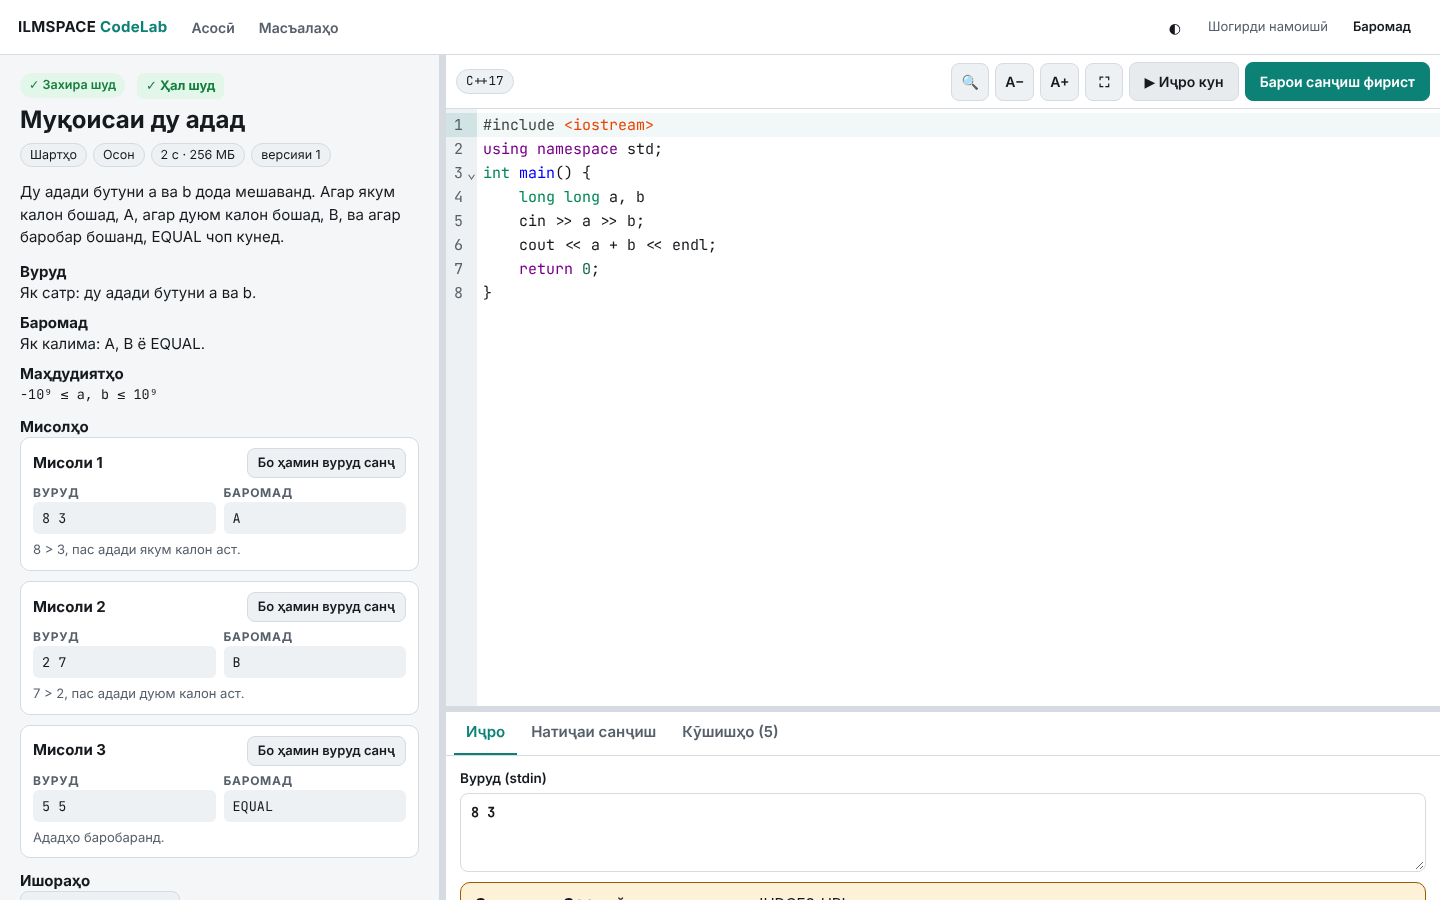 ILMSPACE CodeLab Асосӣ Масъалаҳо Шогирди намоишӣ Баромад
✓ Захира шуд ✓ Ҳал шуд
Муқоисаи ду адад
Шартҳо Осон 2 с · 256 МБ версияи 1
Ду адади бутуни a ва b дода мешаванд. Агар якум
калон бошад, A, агар дуюм калон бошад, B, ва агар
баробар бошанд, EQUAL чоп кунед.
Вуруд
Як сатр: ду адади бутуни a ва b.
Баромад
Як калима: A, B ё EQUAL.
Маҳдудиятҳо
-10⁹ ≤ a, b ≤ 10⁹
Мисолҳо
Мисоли 1 Бо ҳамин вуруд санҷ
ВУРУД БАРОМАД
8 3 A
8 > 3, пас адади якум калон аст.
Мисоли 2 Бо ҳамин вуруд санҷ
ВУРУД БАРОМАД
2 7 B
7 > 2, пас адади дуюм калон аст.
Мисоли 3 Бо ҳамин вуруд санҷ
ВУРУД БАРОМАД
5 5 EQUAL
Ададҳо баробаранд.
Ишораҳо
C++17 A− A+ ▶ Иҷро кун Барои санҷиш фирист
1 #include <iostream>
2 using namespace std;
3 int main() {
4 long long a, b
5 cin >> a >> b;
6 cout << a + b << endl;
7 return 0;
8 }
Иҷро Натиҷаи санҷиш Кӯшишҳо (5)
Вуруд (stdin)
8 3